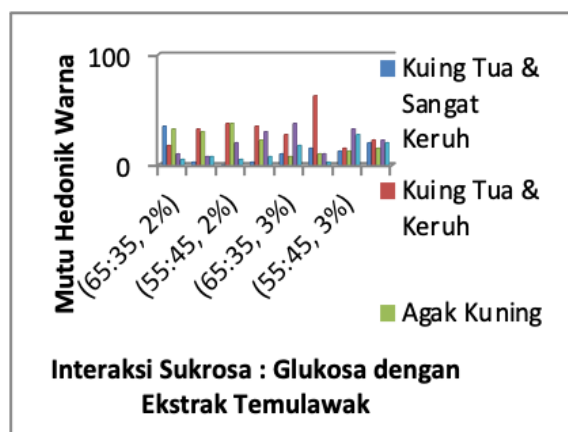 Mutu Hedonik Warna
100
0
(65:35, 2%)
(55:45, 2%)
(65:35, 3%)
(55:45, 3%)
Interaksi Sukrosa : Glukosa dengan
Ekstrak Temulawak
Kuing Tua &
Sangat
Keruh
Kuing Tua &
Keruh
Agak Kuning